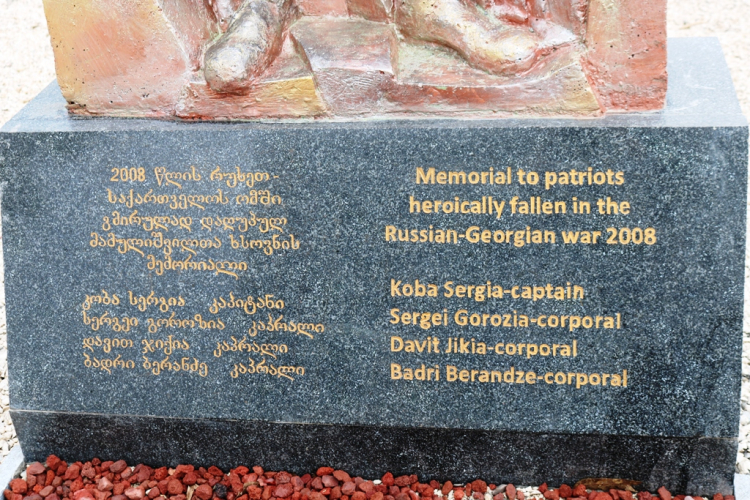 2008 წლის რუსეთ-
საქართველოს ომში
გმირულად დაღუპულ
მამულიშვილთა ხსოვნის
მემორიალი
კობა სერგია კაპიტანი
სერგეი გოროზია კაპრალი
დავით ჯიქია კაპრალი
ბადრი ბერანძე კაპრალი
Memorial to patriots
heroically fallen in the
Russian-Georgian war 2008
Koba Sergia-captain
Sergei Gorozia-corporal
Davit Jikia-corporal
Badri Berandze-corporal